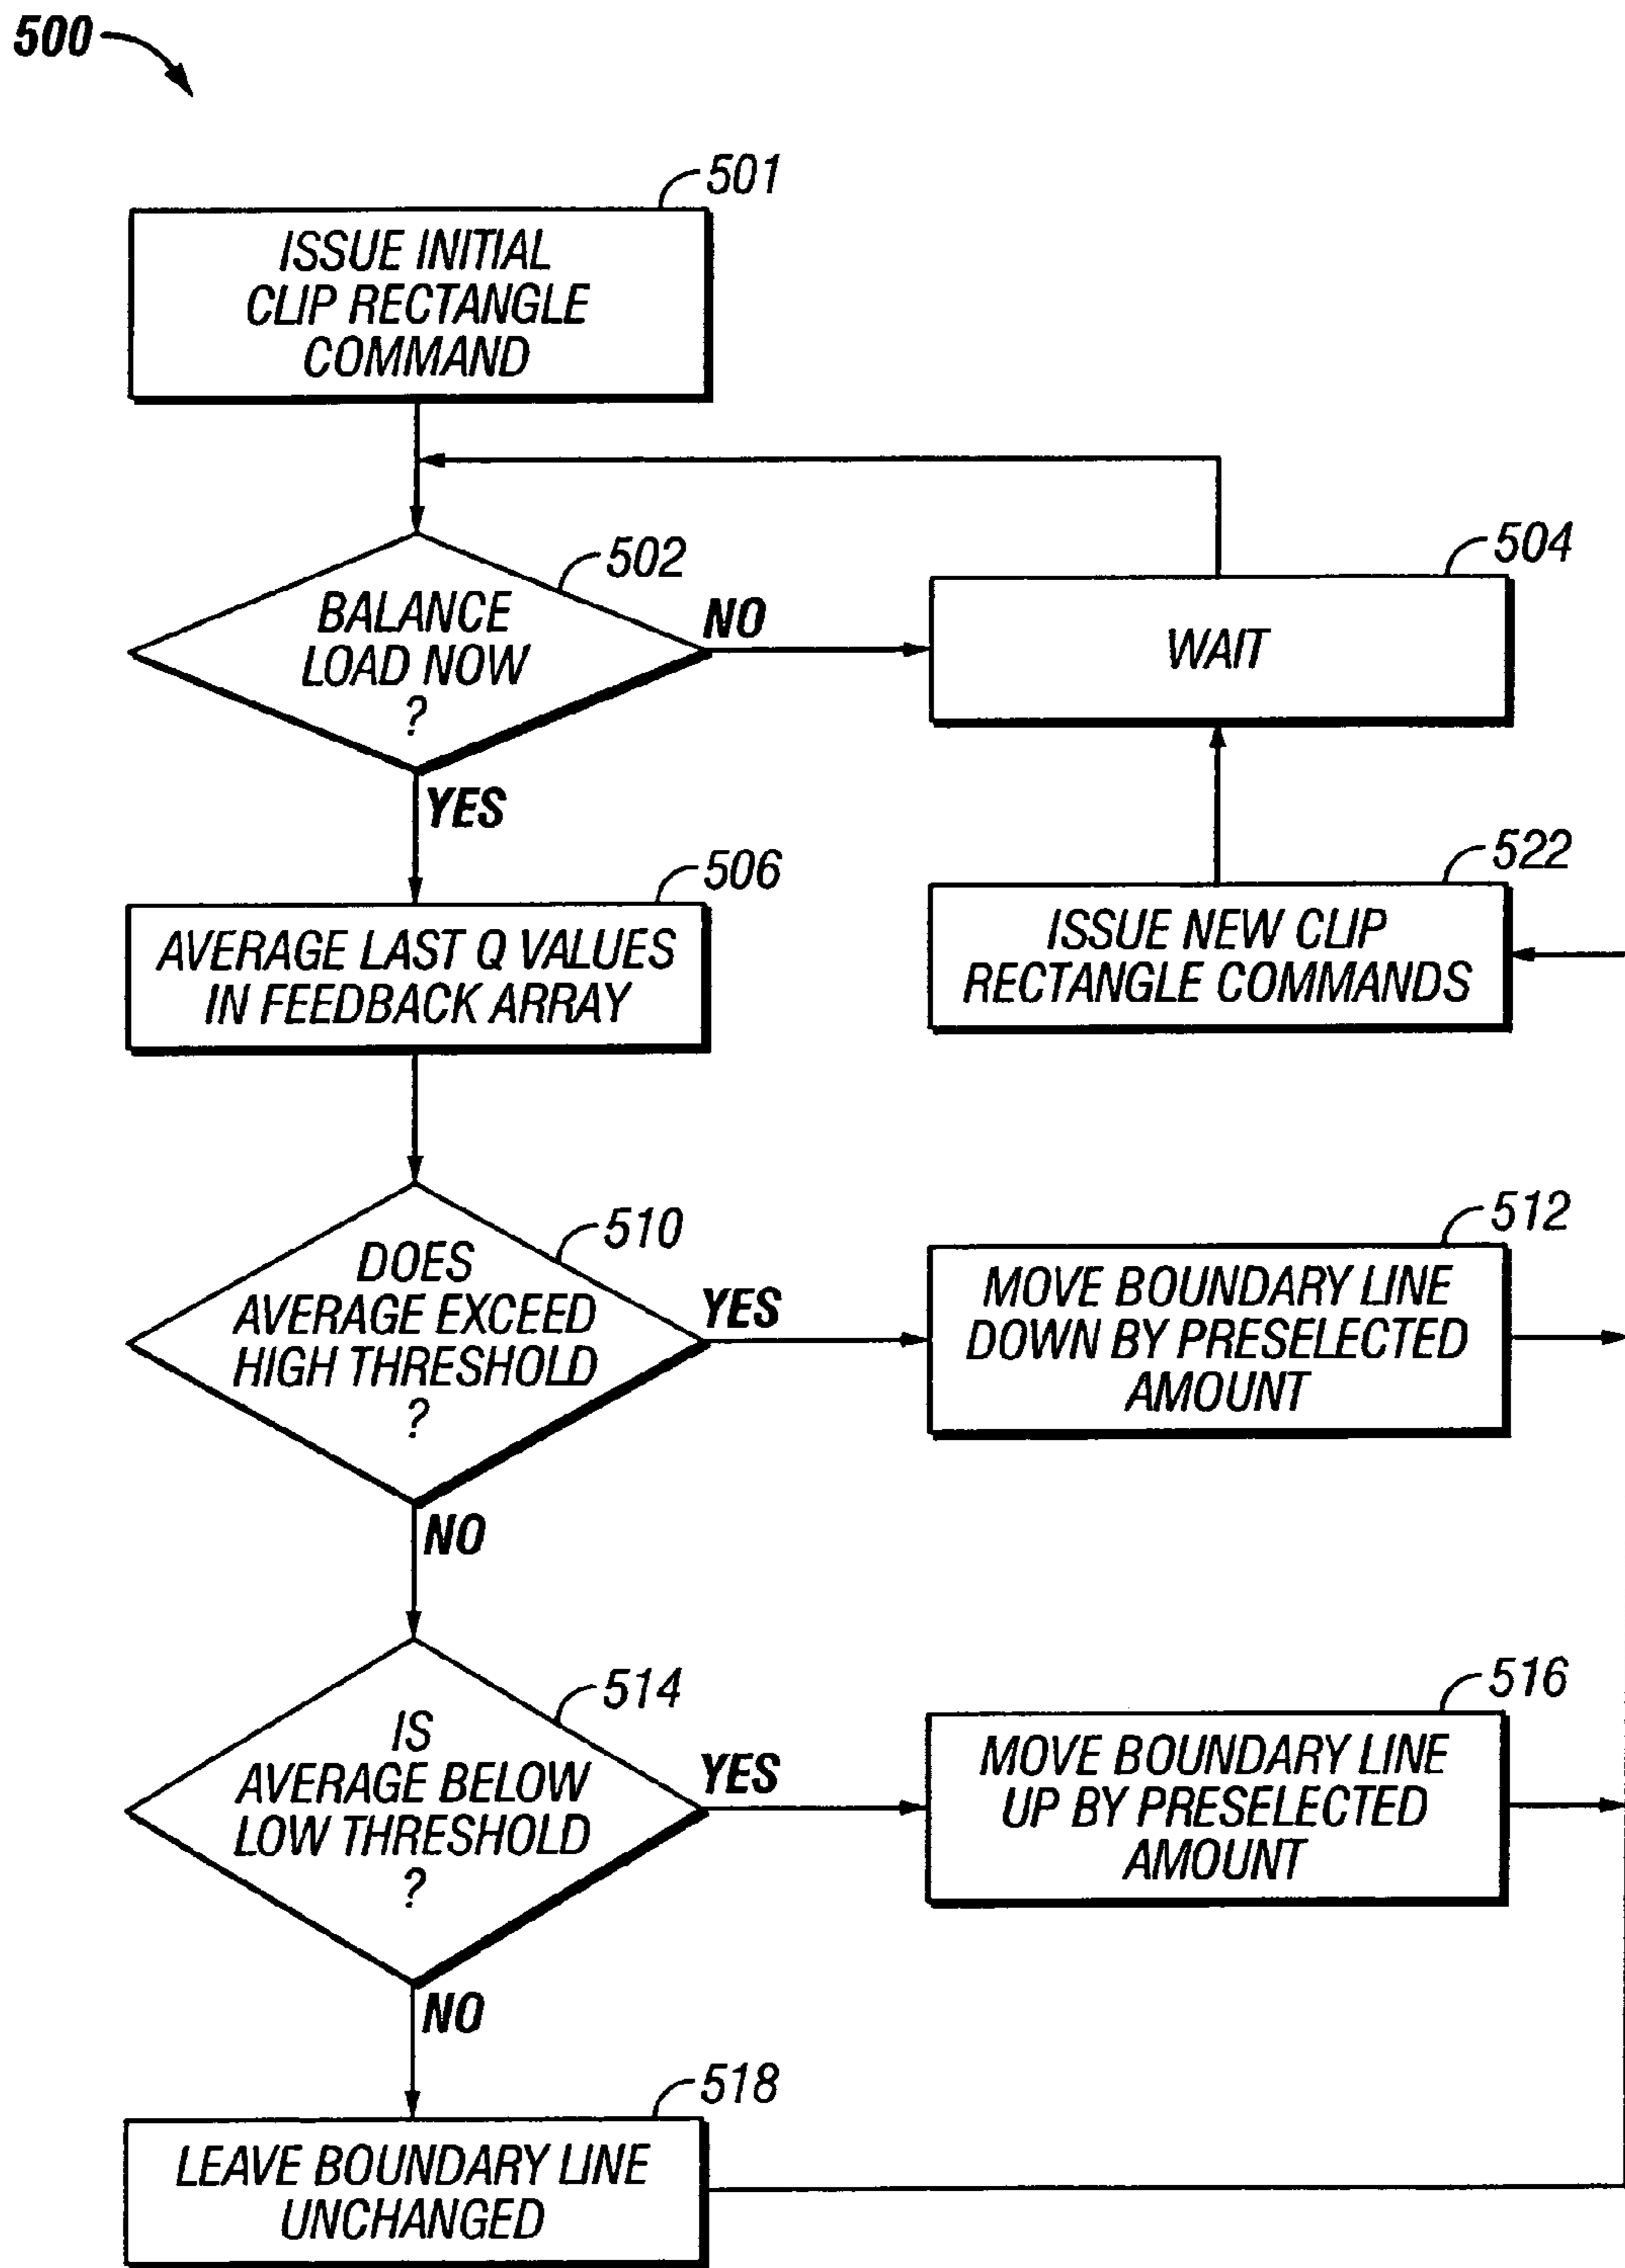 500
501
ISSUE INITIAL
CLIP RECTANGLE
COMMAND
502
BALANCE
LOAD NOW
?
NO
504
WAIT
YES
506
AVERAGE LAST Q VALUES
IN FEEDBACK ARRAY
522
ISSUE NEW CLIP
RECTANGLE COMMANDS
510
DOES
AVERAGE EXCEED
HIGH THRESHOLD
?
YES
512
MOVE BOUNDARY LINE
DOWN BY PRESELECTED
AMOUNT
NO
514
IS
AVERAGE BELOW
LOW THRESHOLD
?
YES
516
MOVE BOUNDARY LINE
UP BY PRESELECTED
AMOUNT
NO
518
LEAVE BOUNDARY LINE
UNCHANGED